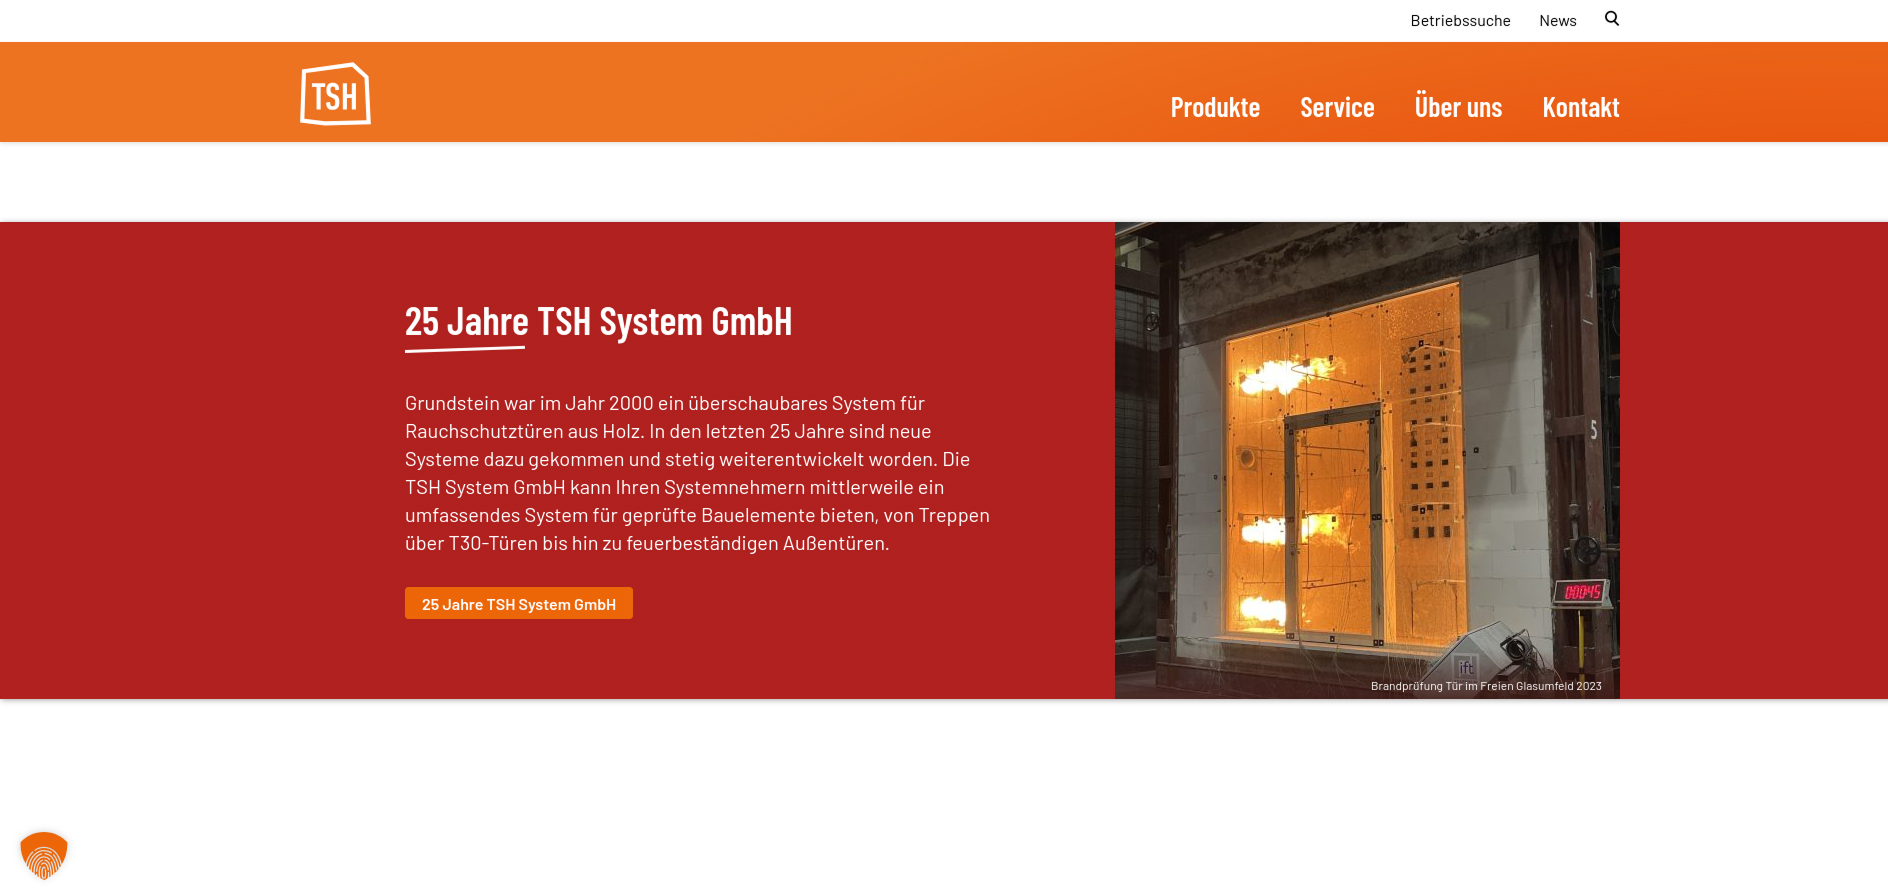 Betriebssuche News
TSH
Produkte Service Über uns Kontakt
25 Jahre TSH System GmbH
Grundstein war im Jahr 2000 ein überschaubares System für
Rauchschutztüren aus Holz. In den letzten 25 Jahre sind neue
Systeme dazu gekommen und stetig weiterentwickelt worden. Die
TSH System GmbH kann Ihren Systemnehmern mittlerweile ein
umfassendes System für geprüfte Bauelemente bieten, von Treppen
über T30-Türen bis hin zu feuerbeständigen Außentüren.
25 Jahre TSH System GmbH
5
00:0:45
ift
Brandprüfung Tür im Freien Glasumfeld 2023